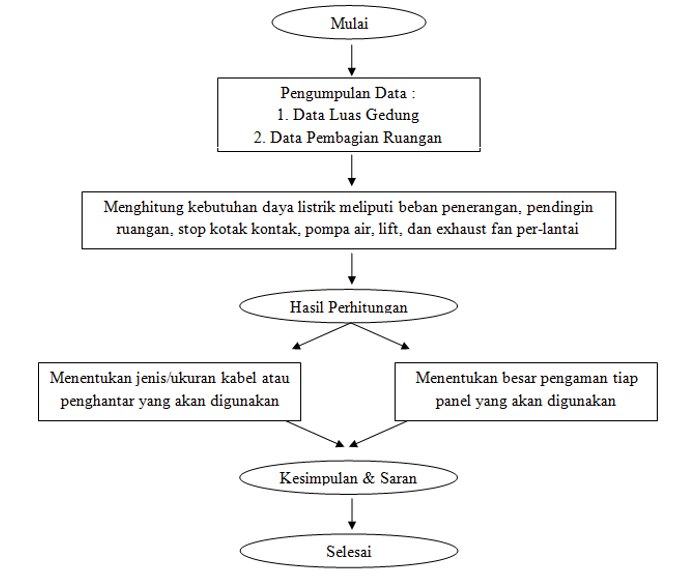 Mulai
Pengumpulan Data :
1. Data Luas Gedung
2. Data Pembagian Ruangan
Menghitung kebutuhan daya listrik meliputi beban penerangan, pendingin
ruangan, stop kotak kontak, pompa air, lift, dan exhaust fan per-lantai
Hasil Perhitungan
Menentukan jenis/ukuran kabel atau
penghantar yang akan digunakan
Menentukan besar pengaman tiap
panel yang akan digunakan
Kesimpulan & Saran
Selesai